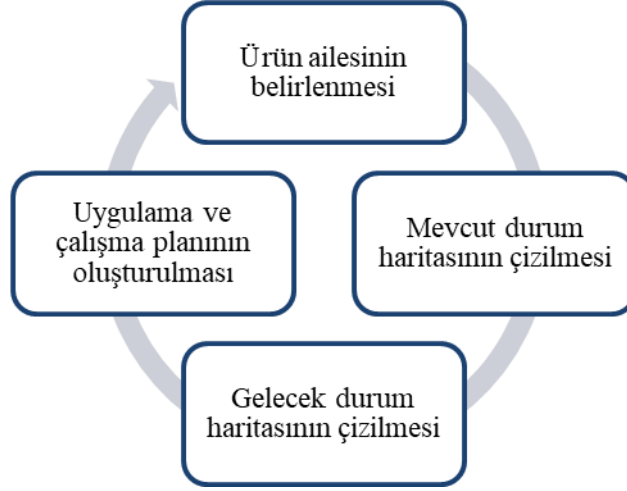 Ürün ailesinin
belirlenmesi
Mevcut durum
haritasının çizilmesi
Gelecek durum
haritasının çizilmesi
Uygulama ve
çalışma planının
oluşturulması